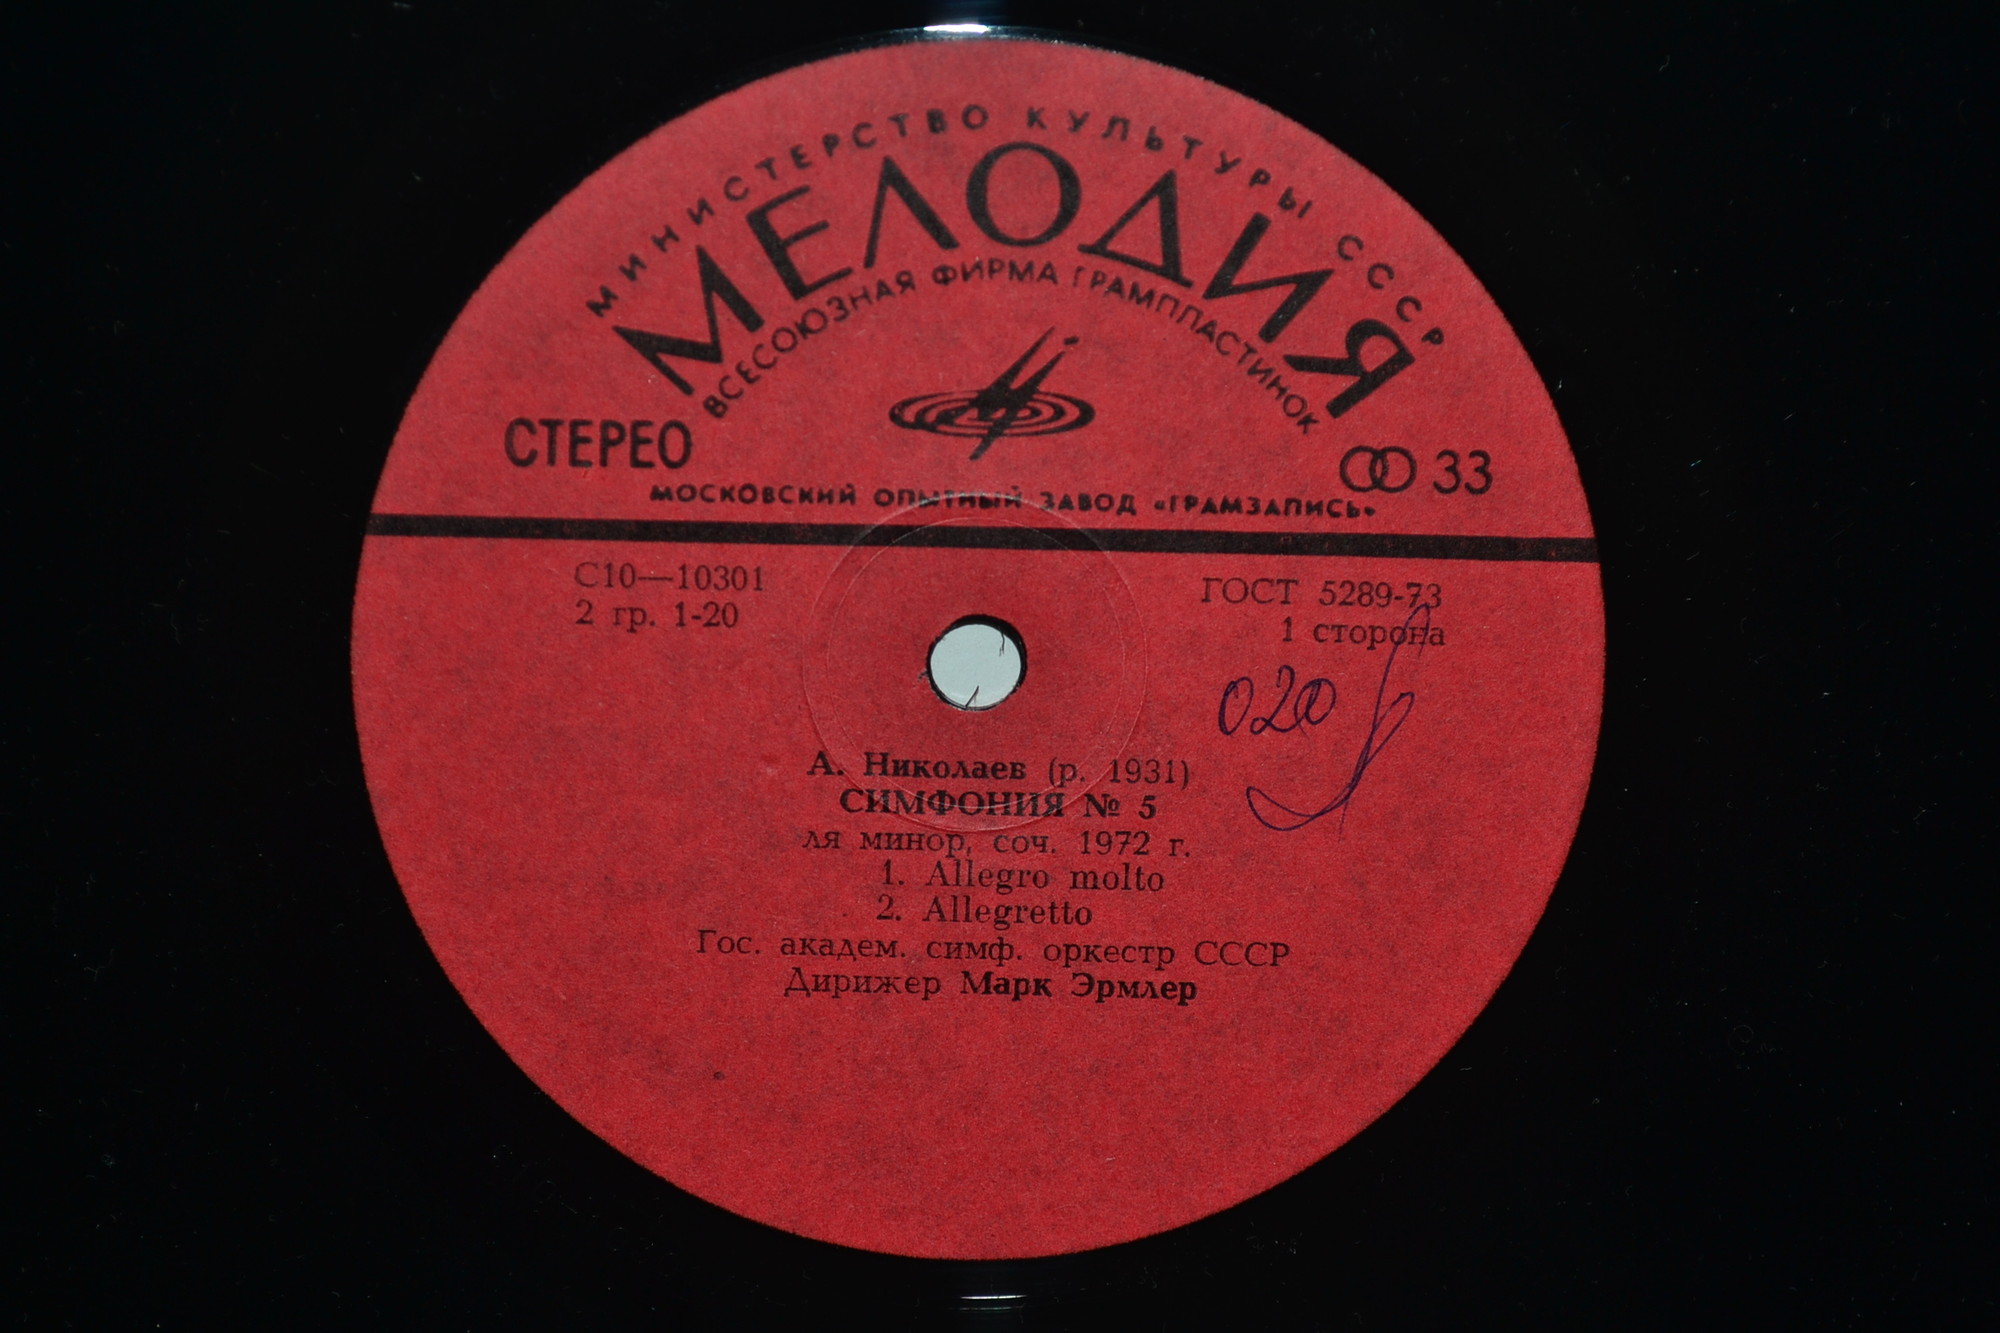 МИНИСТЕРСТВО КУЛЬТУРЫ СССР
МЕЛОДИЯ
ВСЕСОЮЗНАЯ ФИРМА ГРАМПЛАСТИНОК
СТЕРЕО
33
МОСКОВСКИЙ ОПЫТНЫЙ ЗАВОД «ГРАМЗАПИСЬ»
С10—10301
ГОСТ 5289-73
2 гр. 1-20
1 сторона
020
А. Николаев (р. 1931)
СИМФОНИЯ № 5
ля минор, соч. 1972 г.
1. Allegro molto
2. Allegretto
Гос. академ. симф. оркестр СССР
Дирижер Марк Эрмлер